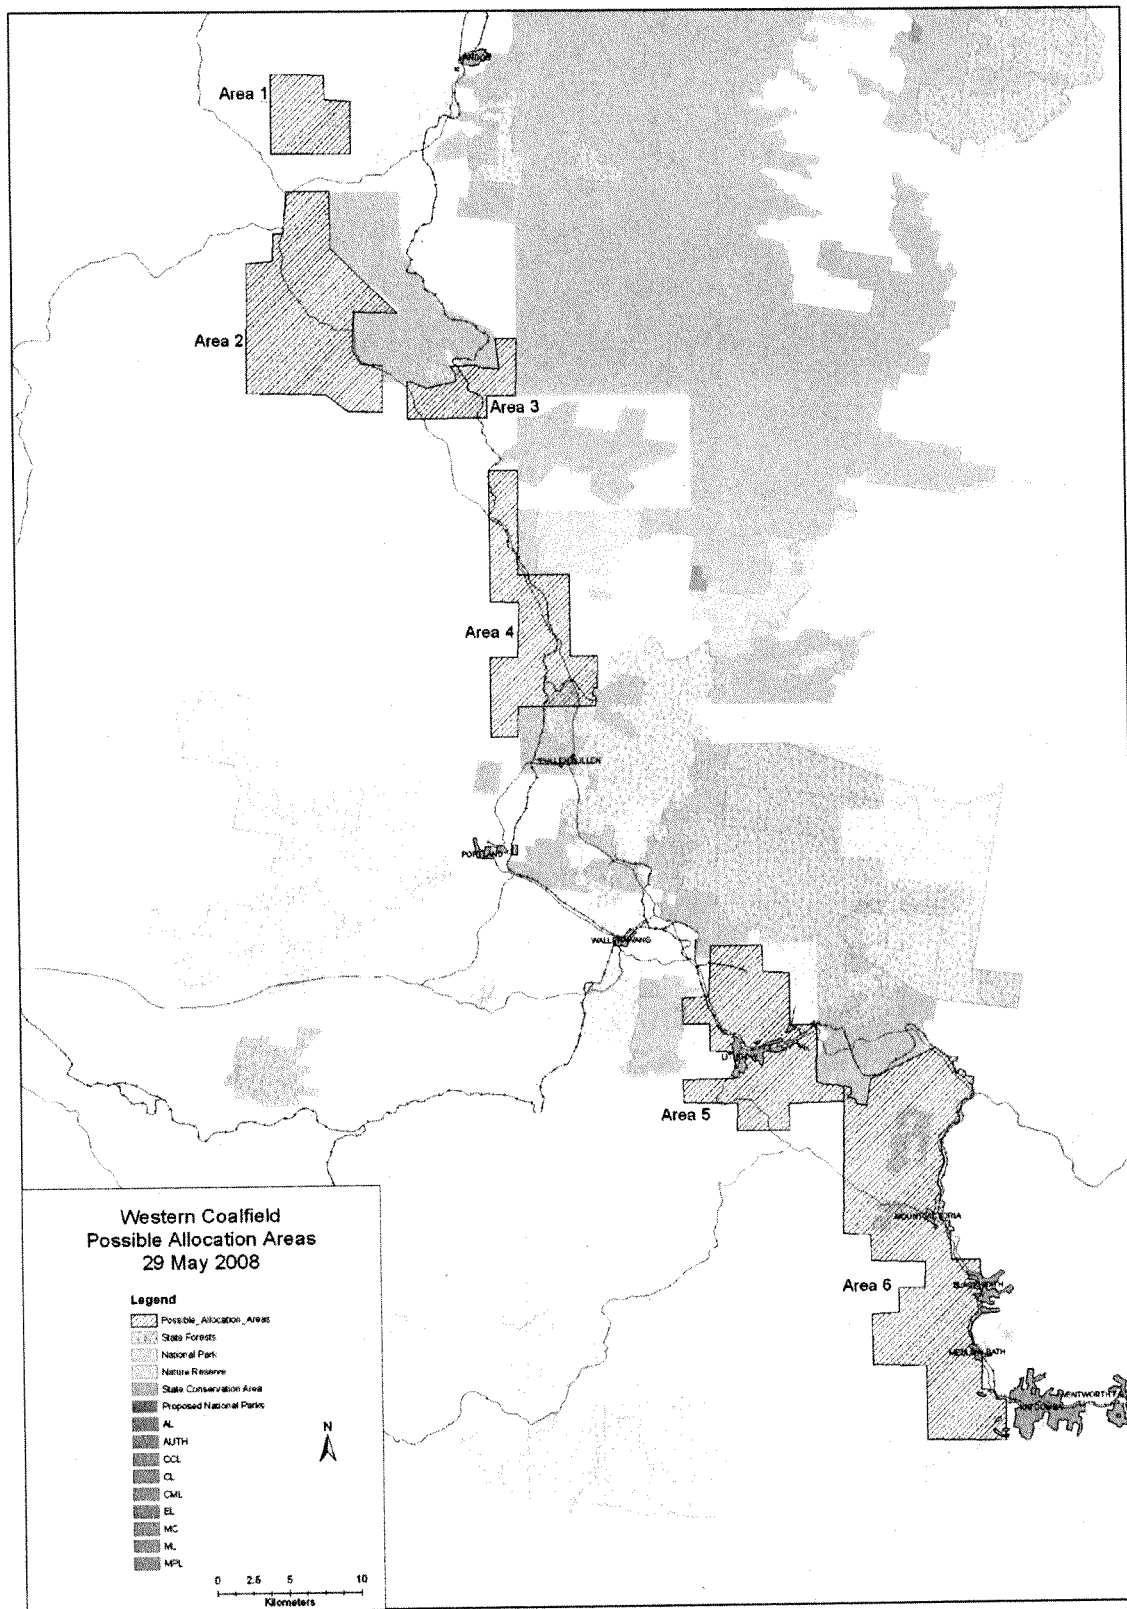 Area 1
Area 2
Area 3
Area 4
CULLEN BULLEN
PORTLAND
WALLERAWANG
Area 5
MOUNT VICTORIA
Area 6
BLACKHEATH
MEDLOW BATH
KATOOMBA
Western Coalfield
Possible Allocation Areas
29 May 2008
Legend
Possible_Allocation_Areas
State Forests
National Park
Nature Reserve
State Conservation Area
Proposed National Parks
AL
AUTH
CCL
CL
CML
EL
MC
ML
MPL
N
0 2.5 5 10
Kilometers